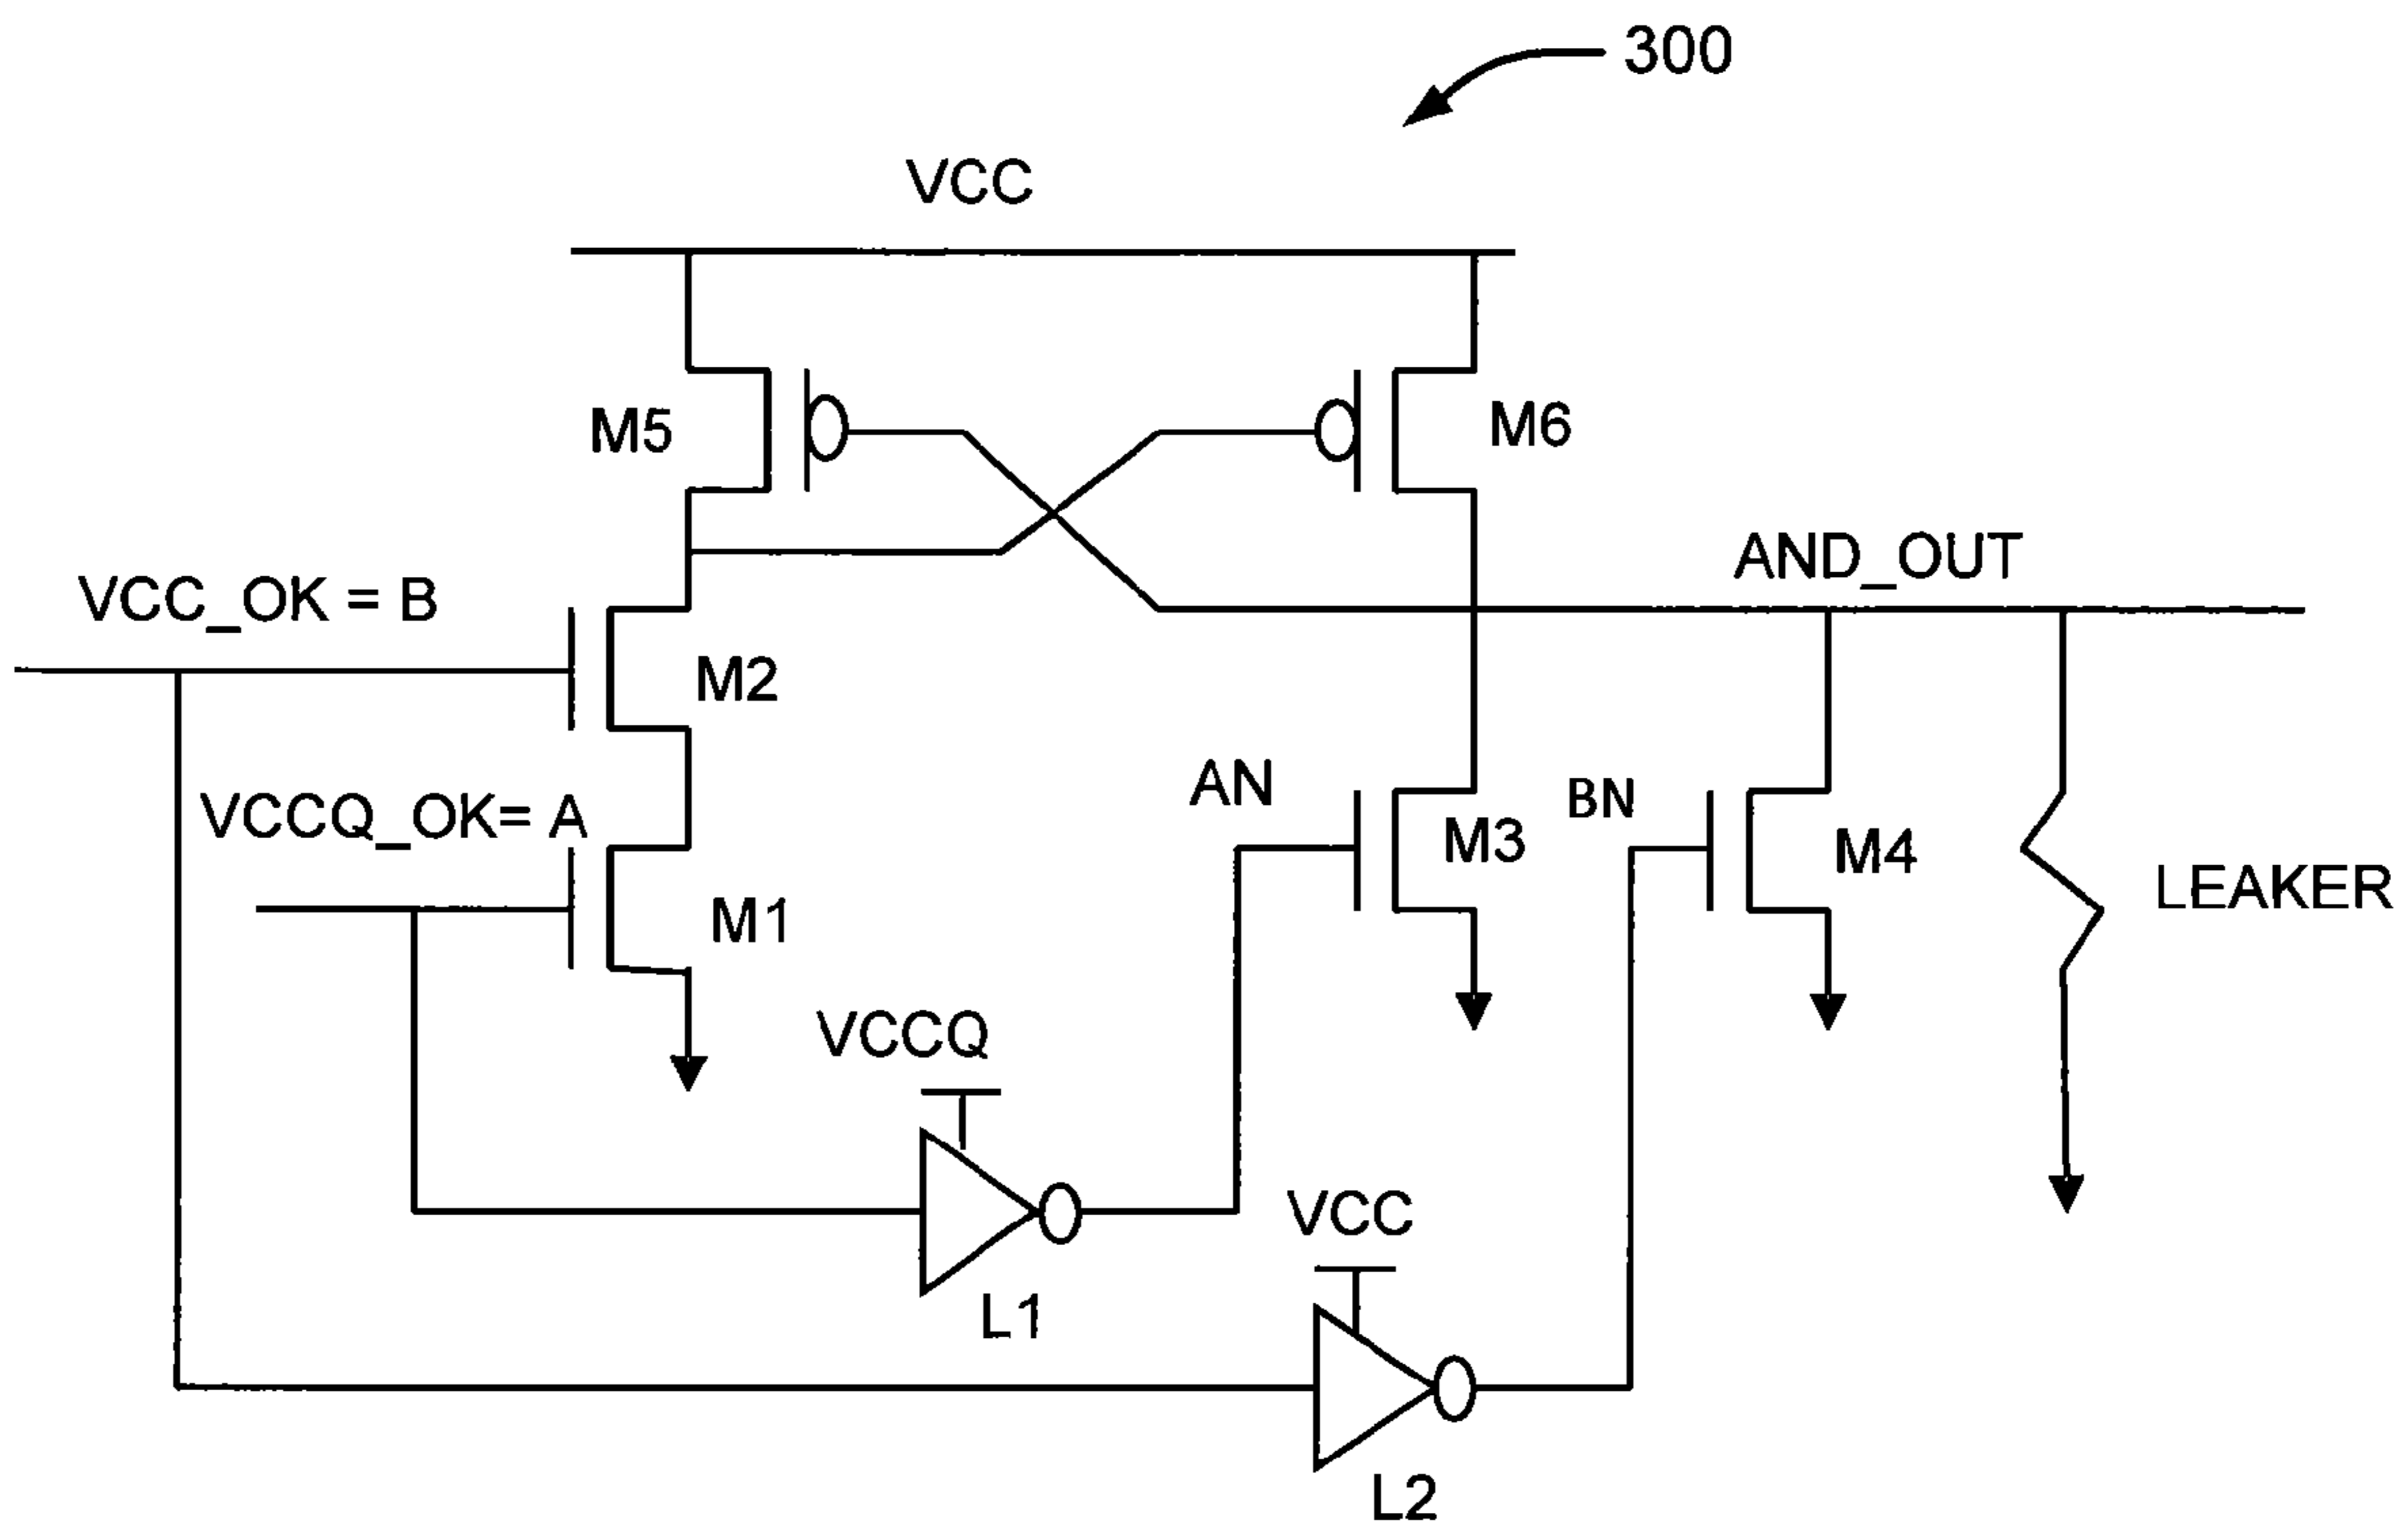 300
VCC
M5
M6
AND_OUT
VCC_OK = B
M2
AN
BN
VCCQ_OK= A
M3
M4
LEAKER
M1
VCCQ
VCC
L1
L2